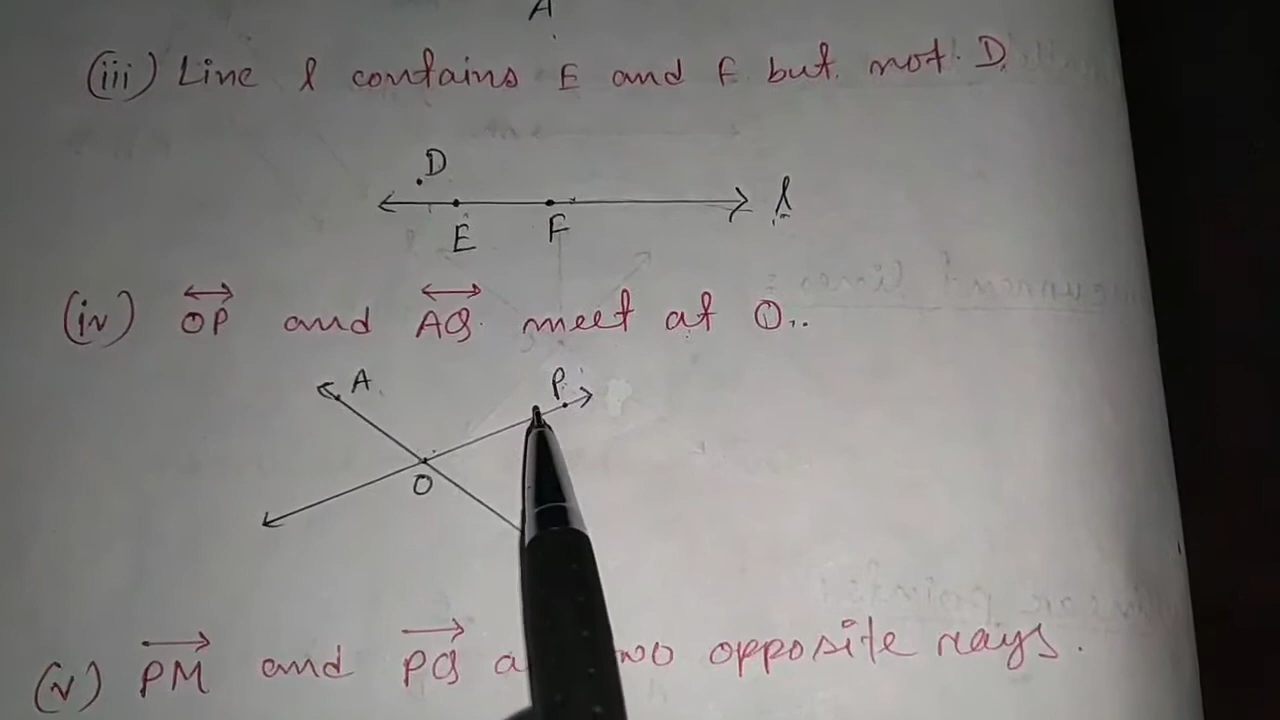 A
(iii) Line l contains E and F but not D.
.D
E F l
(iv) OP and AQ meet at O.
A P
O
(v) PM and PQ a two opposite rays.